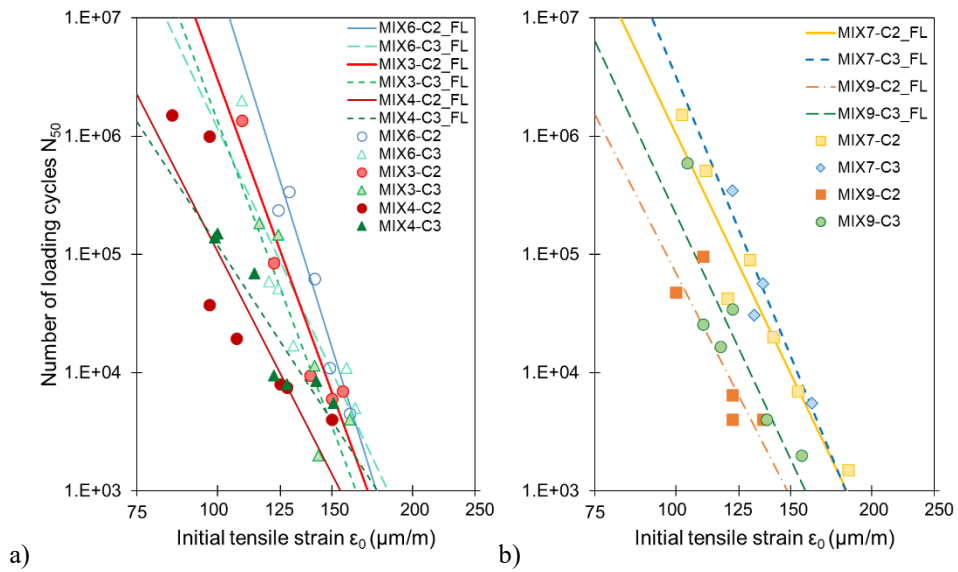 1.E+07
1.E+06
1.E+05
1.E+04
1.E+03
Number of loading cycles N50
75 100 125 150 200 250
Initial tensile strain ε0 (μm/m)
MIX6-C2_FL
MIX6-C3_FL
MIX3-C2_FL
MIX3-C3_FL
MIX4-C2_FL
MIX4-C3_FL
MIX6-C2
MIX6-C3
MIX3-C2
MIX3-C3
MIX4-C2
MIX4-C3
a)
1.E+07
1.E+06
1.E+05
1.E+04
1.E+03
75 100 125 150 200 250
Initial tensile strain ε0 (μm/m)
MIX7-C2_FL
MIX7-C3_FL
MIX9-C2_FL
MIX9-C3_FL
MIX7-C2
MIX7-C3
MIX9-C2
MIX9-C3
b)